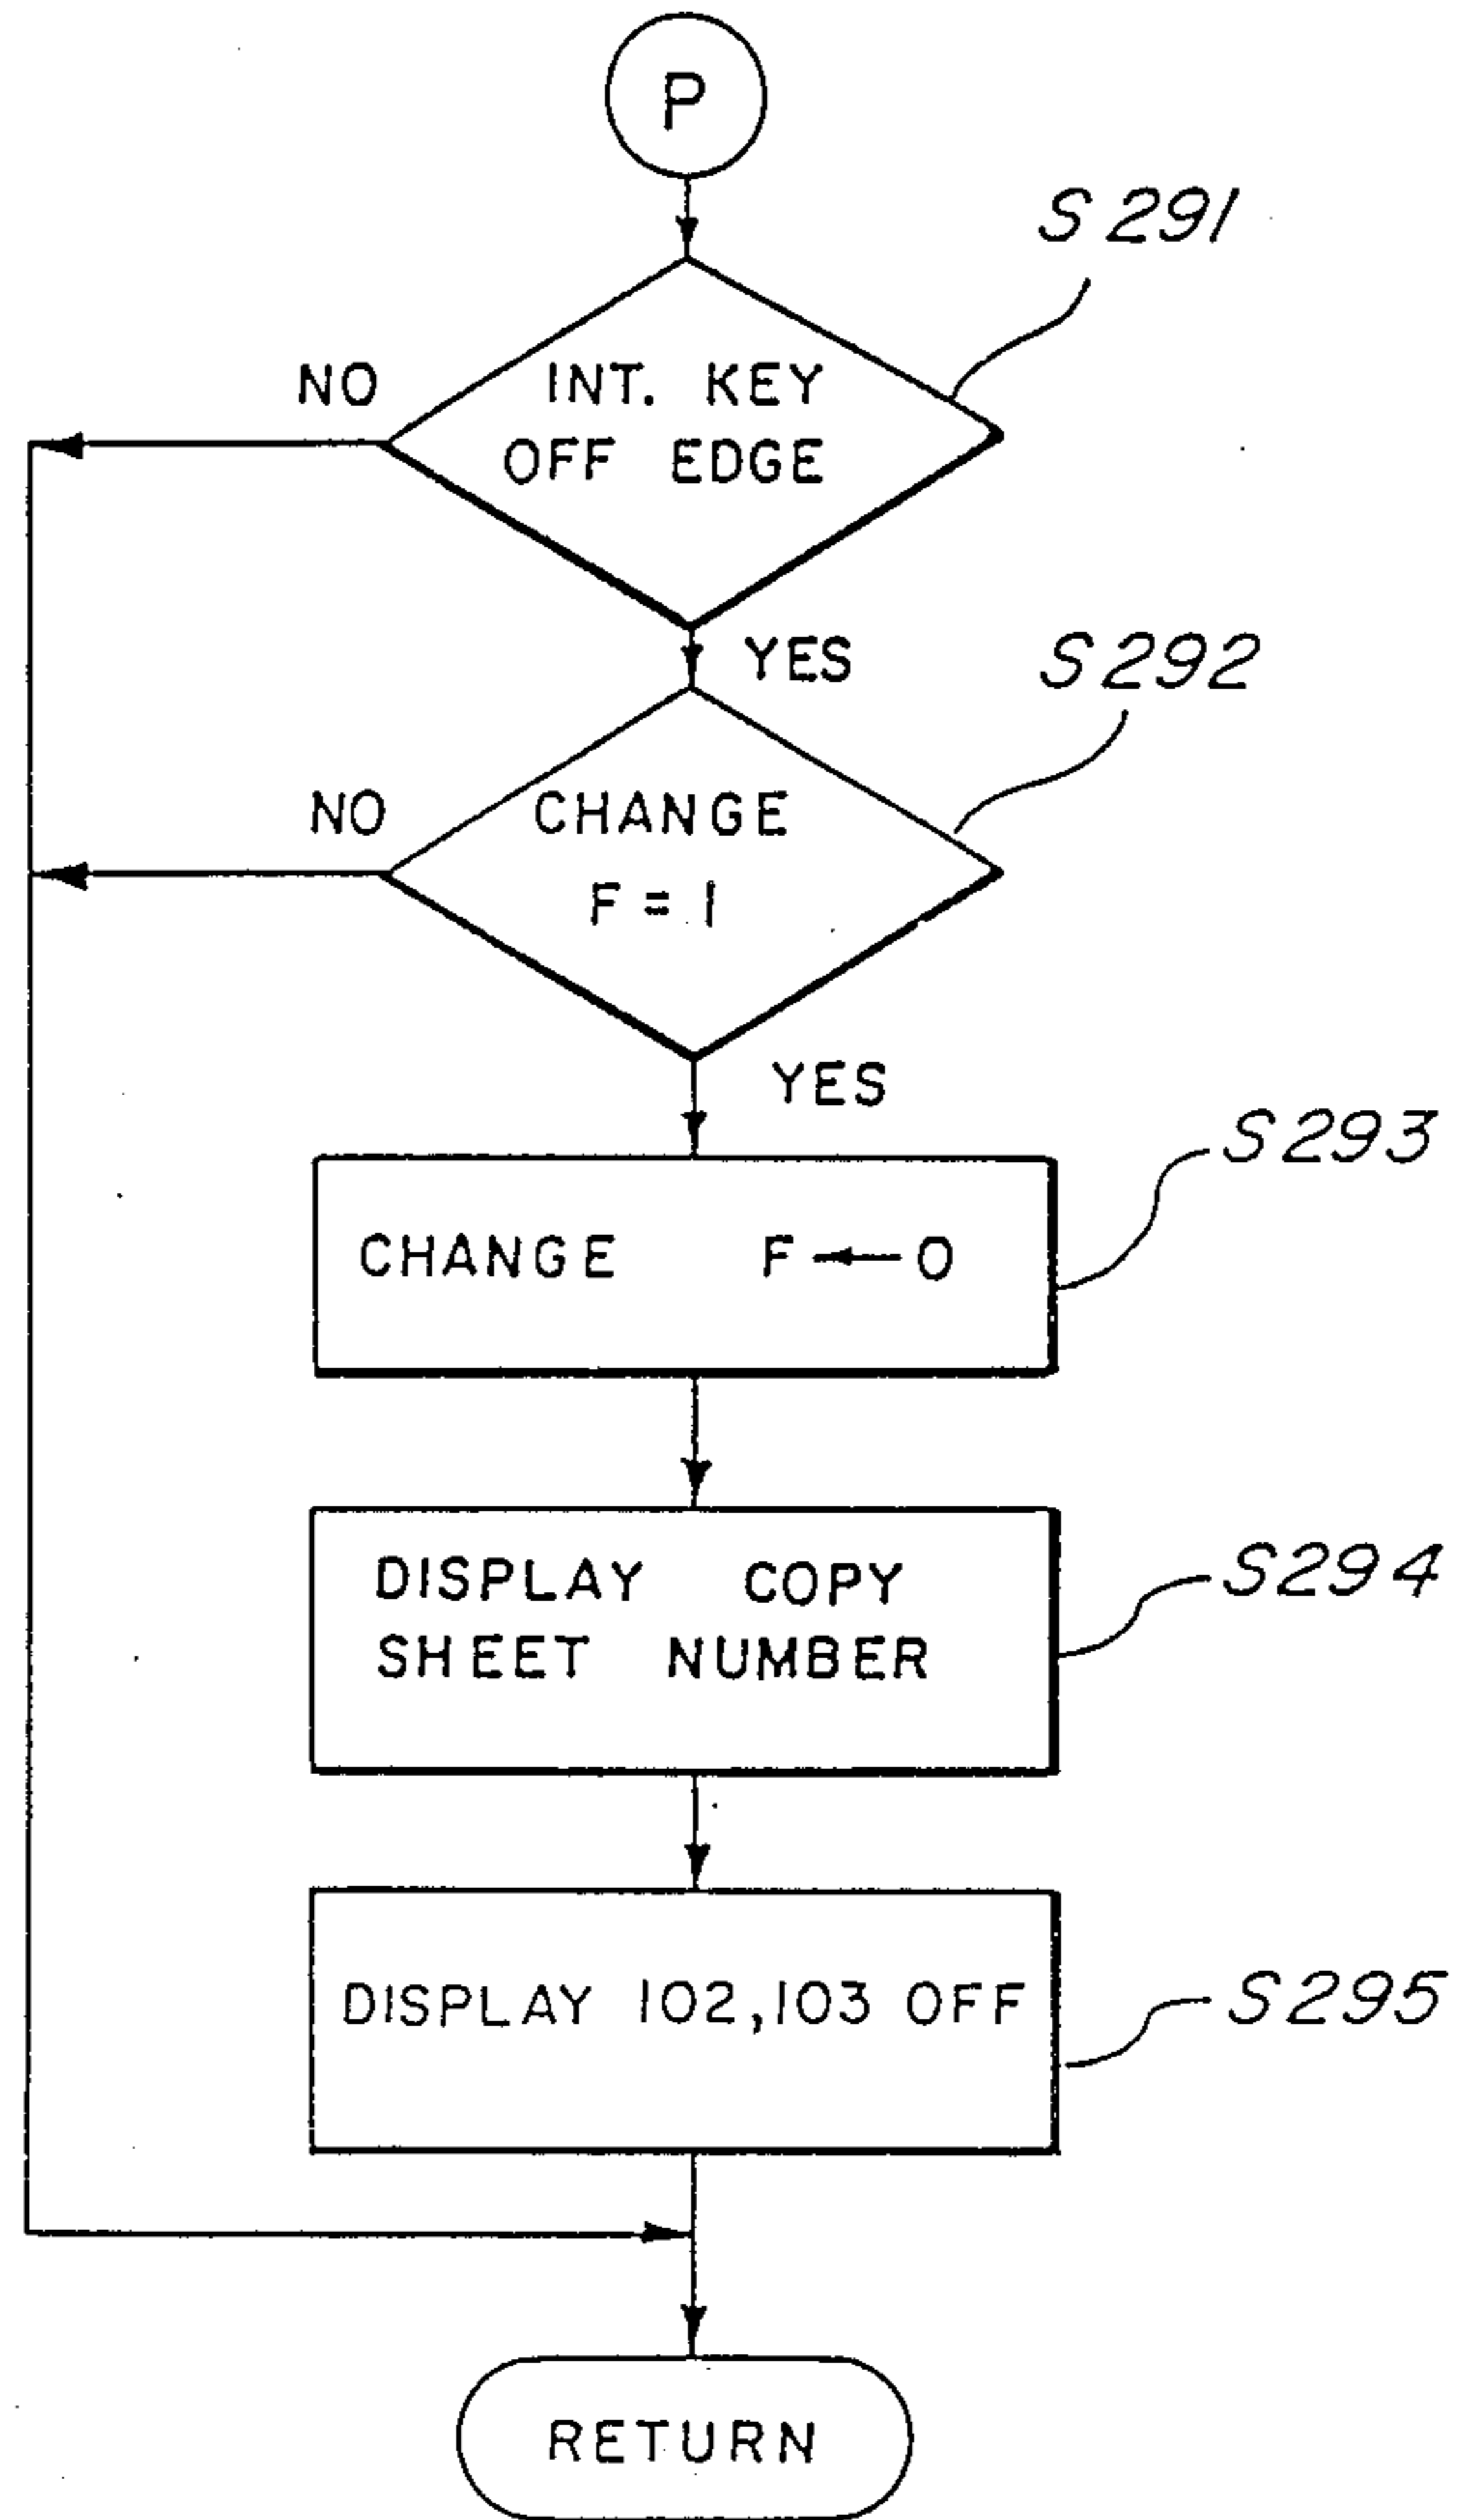 P
S291
NO
INT. KEY
OFF EDGE
YES
S292
NO
CHANGE
F = 1
YES
S293
CHANGE F ← 0
S294
DISPLAY COPY
SHEET NUMBER
S295
DISPLAY 102,103 OFF
RETURN